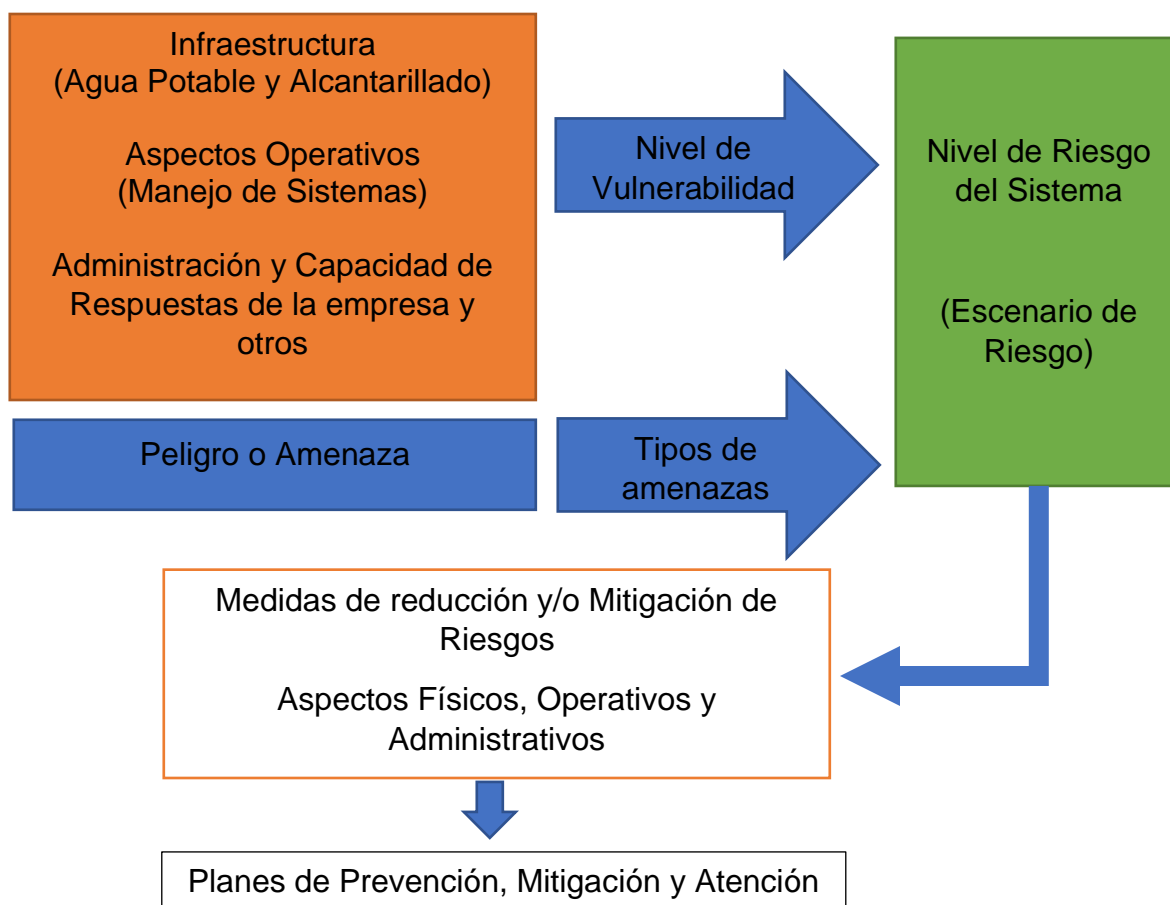 Infraestructura
(Agua Potable y Alcantarillado)
Aspectos Operativos
(Manejo de Sistemas)
Administración y Capacidad de
Respuestas de la empresa y
otros
Nivel de
Vulnerabilidad
Nivel de Riesgo
del Sistema
(Escenario de
Riesgo)
Peligro o Amenaza
Tipos de
amenazas
Medidas de reducción y/o Mitigación de
Riesgos
Aspectos Físicos, Operativos y
Administrativos
Planes de Prevención, Mitigación y Atención